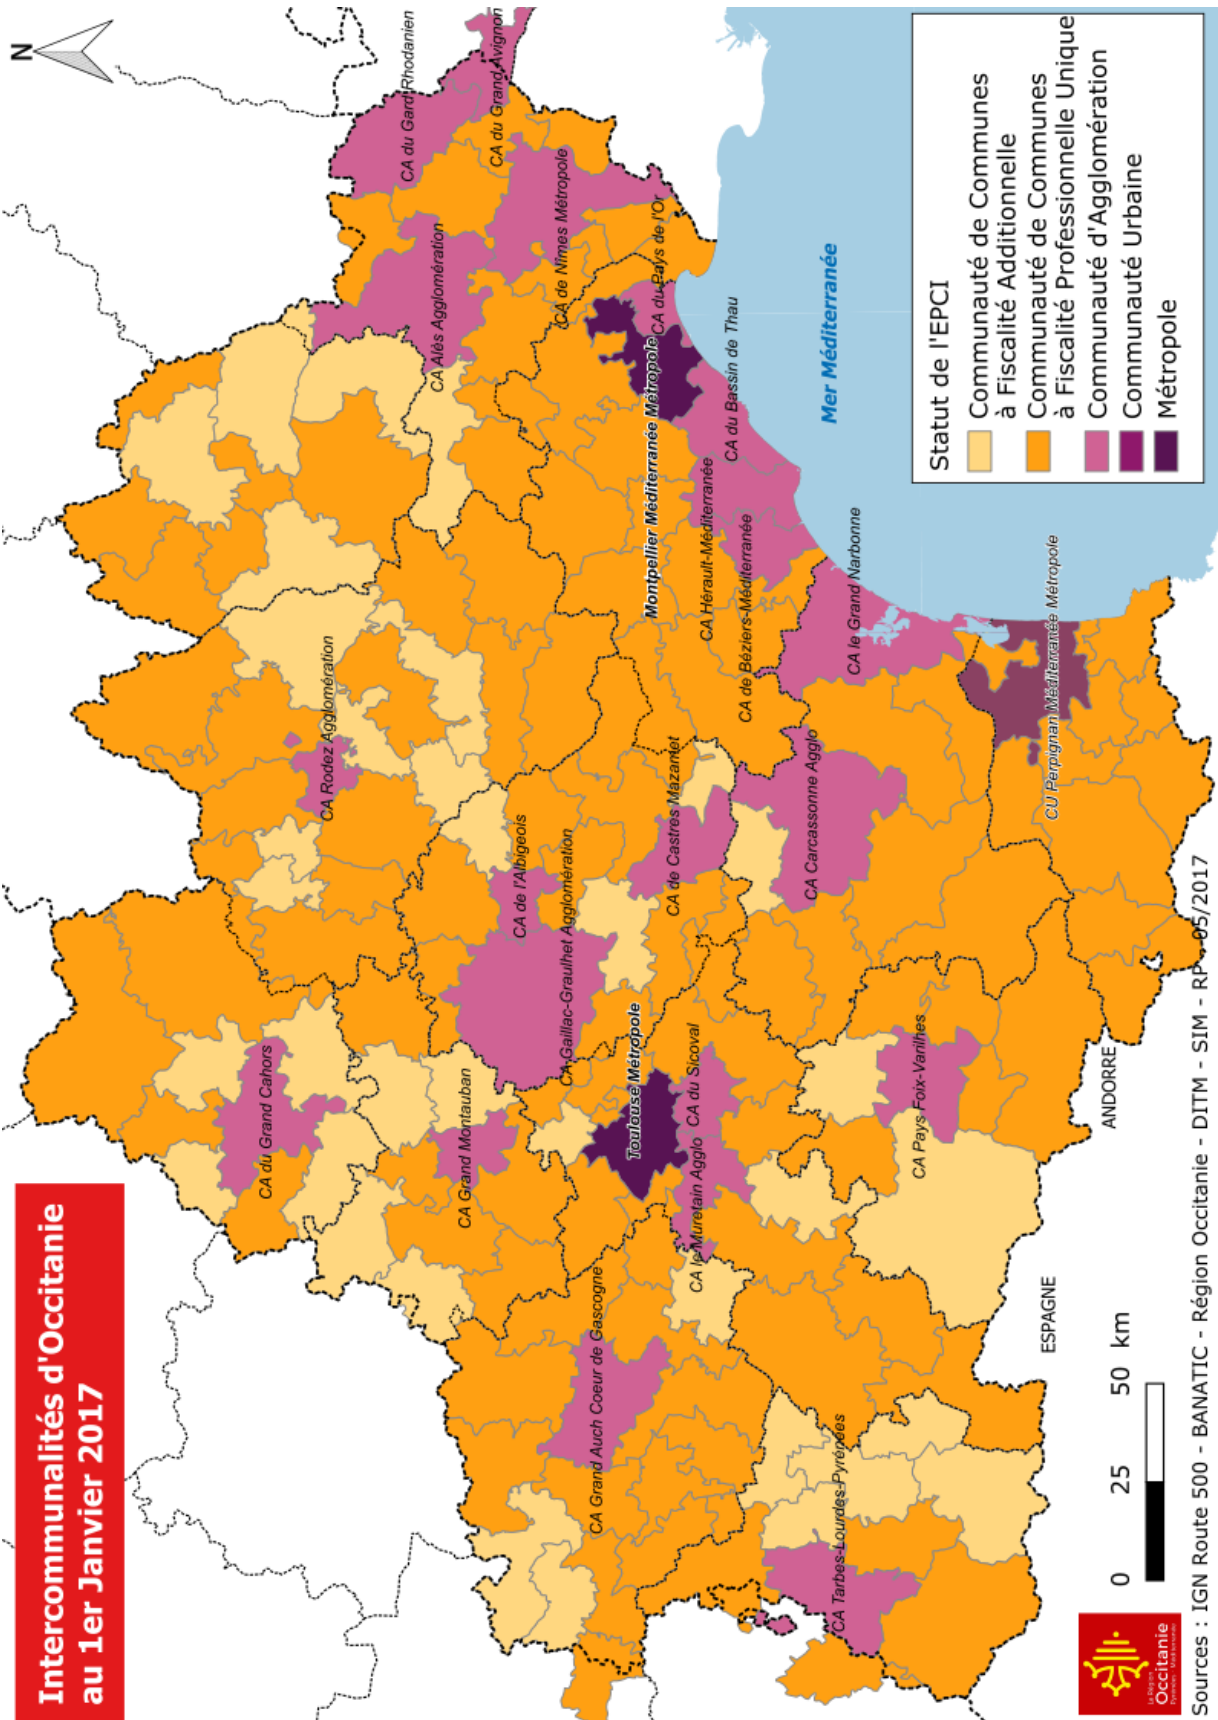 Intercommunalités d'Occitanie
au 1er Janvier 2017
N
CA du Gard Rhodanien
CA du Grand Avignon
CA Alès Agglomération
CA de Nîmes Métropole
CA du Pays de l'Or
Montpellier Méditerranée Métropole
CA du Bassin de Thau
CA Hérault-Méditerranée
CA de Béziers-Méditerranée
CA le Grand Narbonne
CU Perpignan Méditerranée Métropole
CA Rodez Agglomération
CA de l'Albigeois
CA Gaillac-Graulhet Agglomération
CA de Castres Mazamet
CA Carcassonne Agglo
CA du Grand Cahors
CA Grand Montauban
Toulouse Métropole
CA du Sicoval
CA le Muretain Agglo
CA Pays Foix-Varilhes
CA Grand Auch Coeur de Gascogne
CA Tarbes-Lourdes-Pyrénées
Mer Méditerranée
ANDORRE
ESPAGNE
Statut de l'EPCI
Communauté de Communes
à Fiscalité Additionnelle
Communauté de Communes
à Fiscalité Professionnelle Unique
Communauté d'Agglomération
Communauté Urbaine
Métropole
0 25 50 km
La Région
Occitanie
Pyrénées - Méditerranée
Sources : IGN Route 500 - BANATIC - Région Occitanie - DITM - SIM - RP - 05/2017